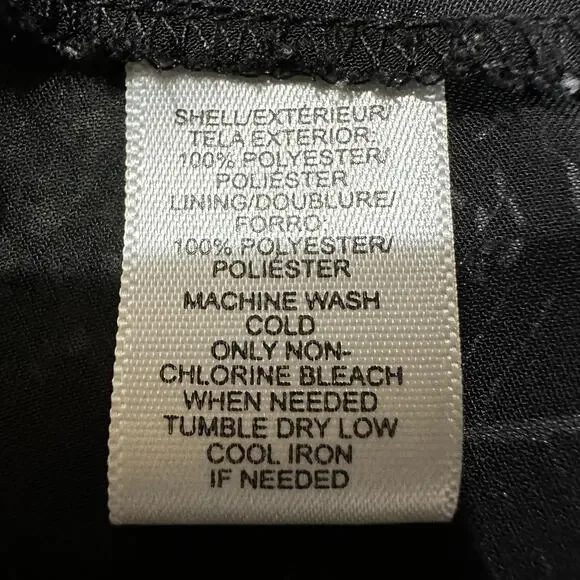 SHELL/EXTÉRIEUR/
TELA EXTERIOR:
100% POLYESTER/
POLIÉSTER
LINING/DOUBLURE/
FORRO:
100% POLYESTER/
POLIÉSTER
MACHINE WASH
COLD
ONLY NON-
CHLORINE BLEACH
WHEN NEEDED
TUMBLE DRY LOW
COOL IRON
IF NEEDED